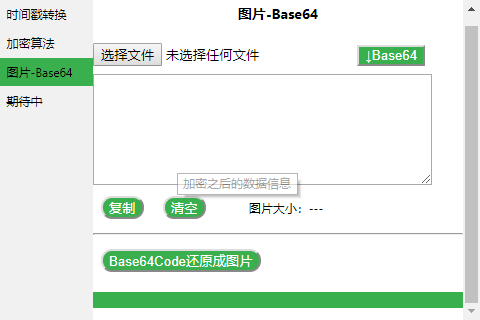 时间戳转换
加密算法
图片-Base64
期待中
图片-Base64
选择文件 未选择任何文件 ↓Base64
加密之后的数据信息
复制 清空 图片大小：---
Base64Code还原成图片